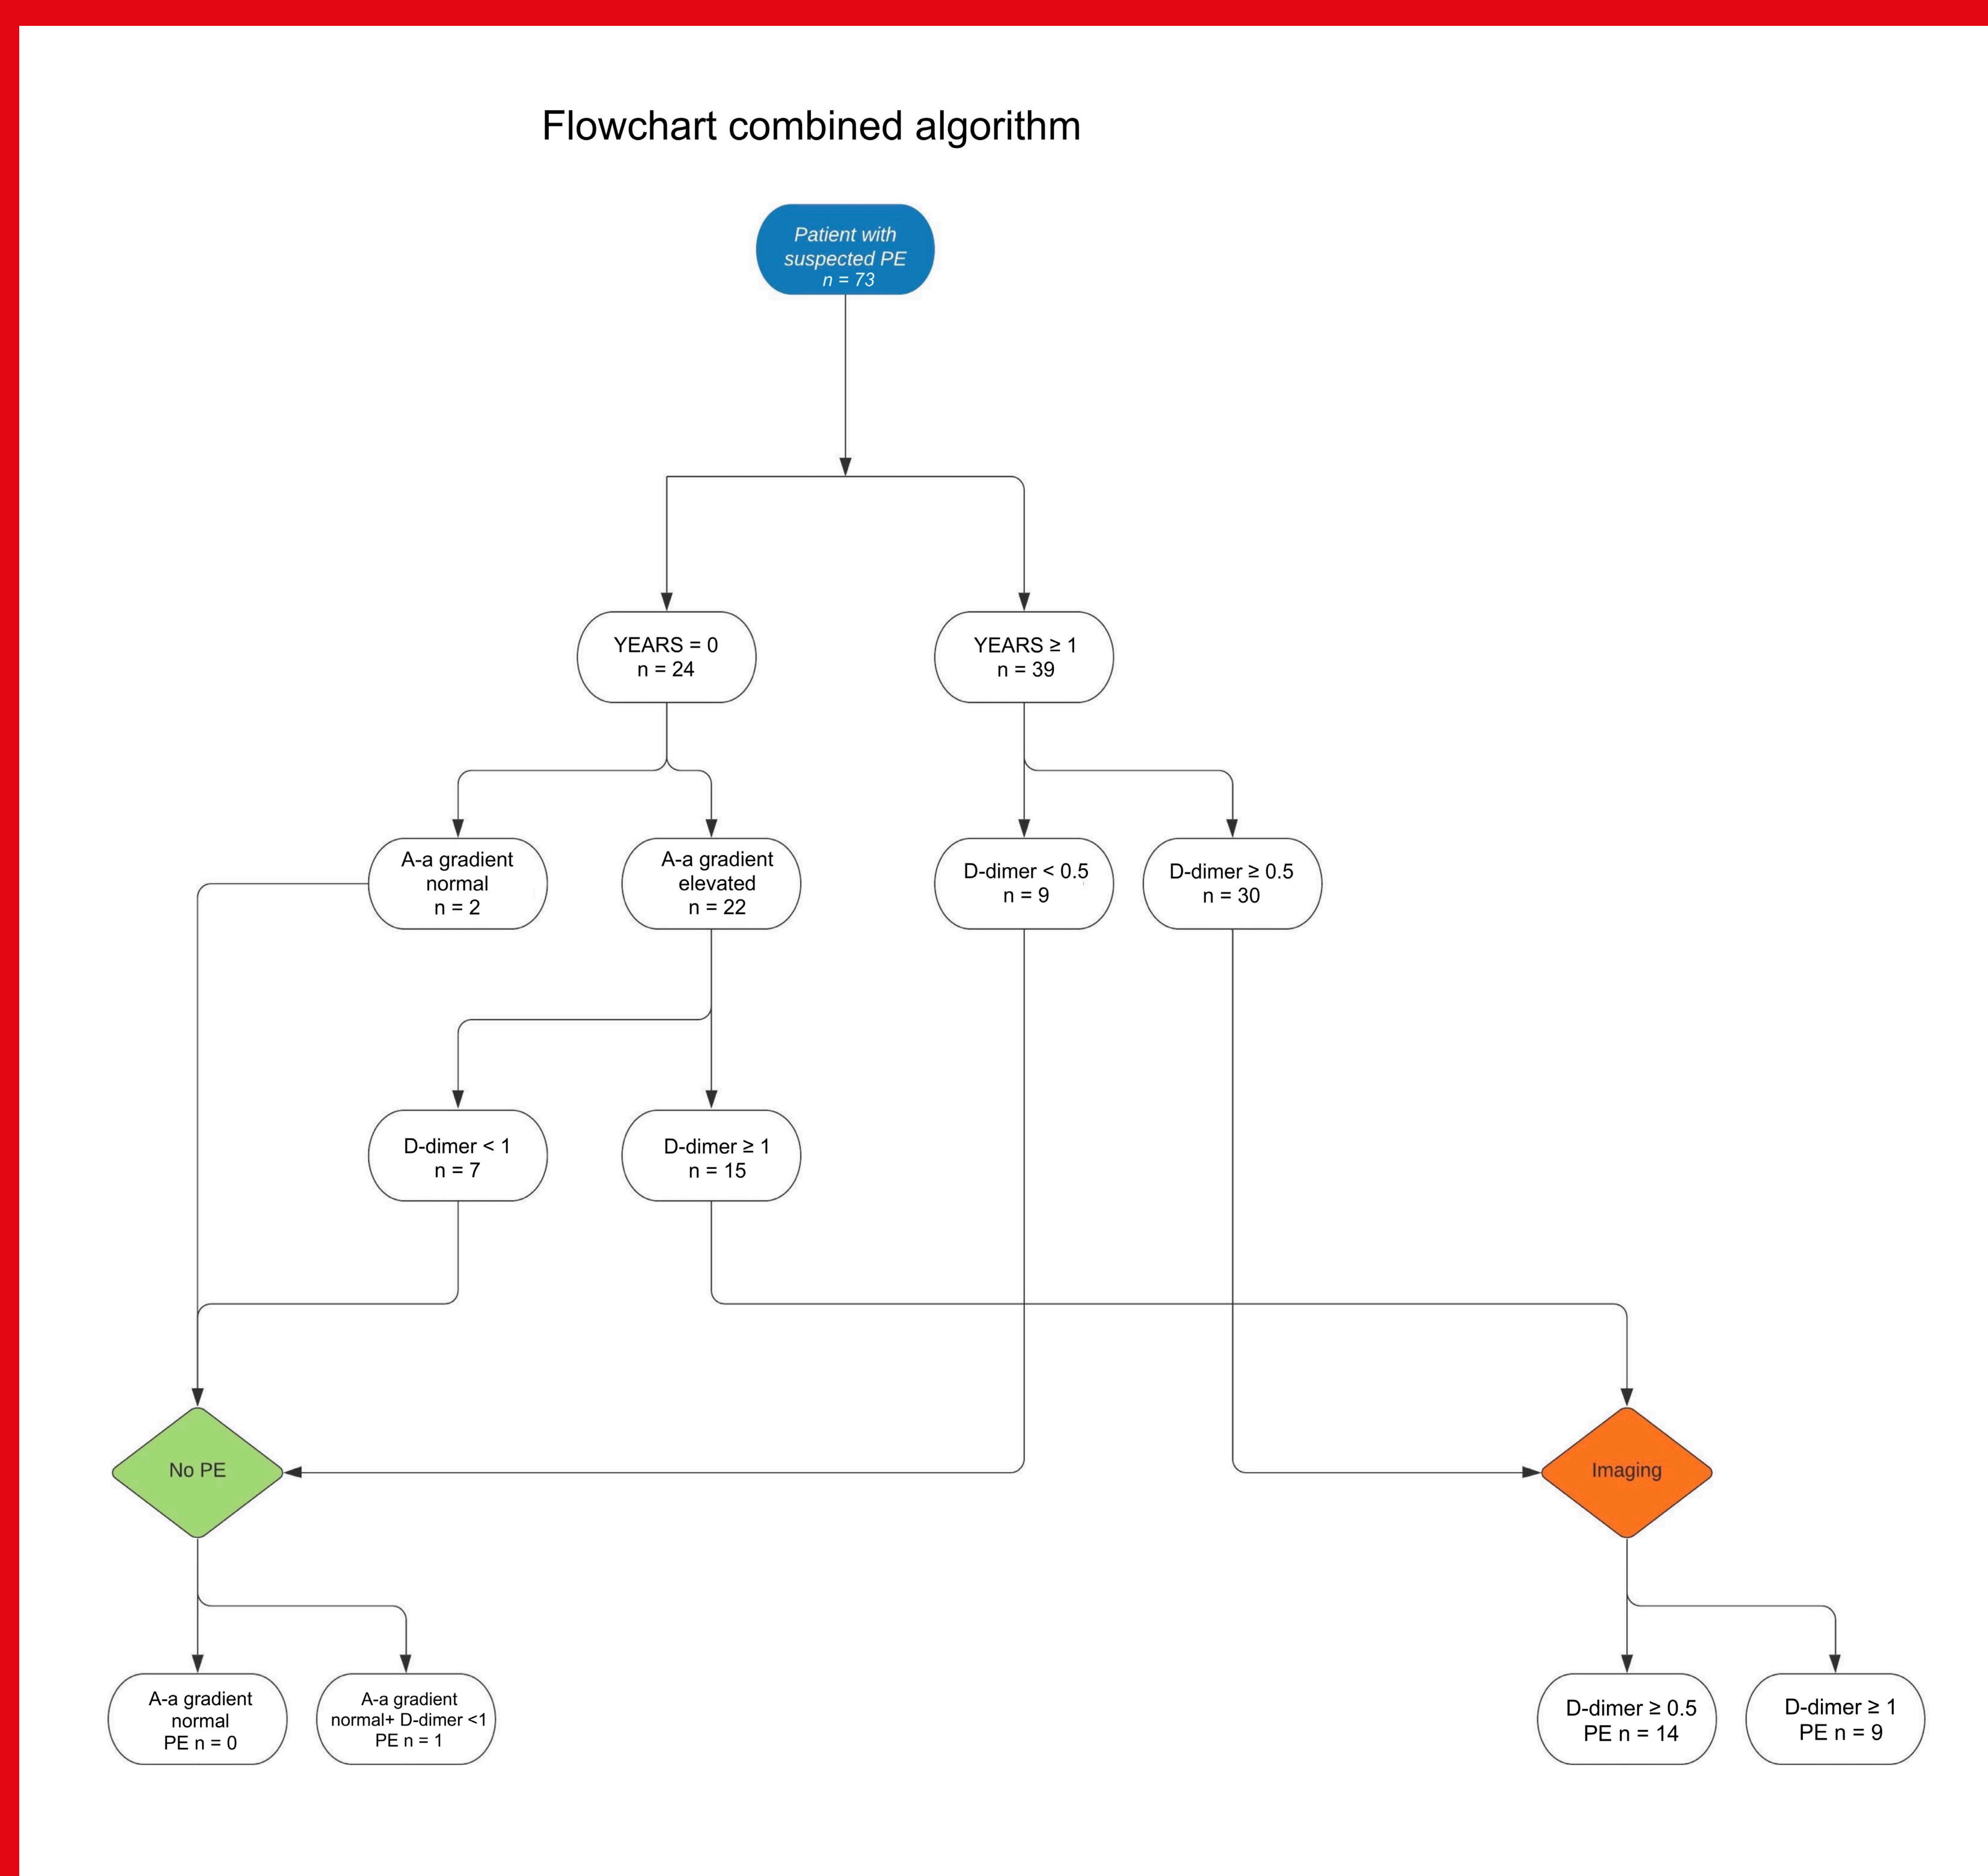 Flowchart combined algorithm
Patient with
suspected PE
n = 73
YEARS = 0
n = 24
YEARS ≥ 1
n = 39
A-a gradient
normal
n = 2
A-a gradient
elevated
n = 22
D-dimer < 0.5
n = 9
D-dimer ≥ 0.5
n = 30
D-dimer < 1
n = 7
D-dimer ≥ 1
n = 15
No PE
Imaging
A-a gradient
normal
PE n = 0
A-a gradient
normal+ D-dimer <1
PE n = 1
D-dimer ≥ 0.5
PE n = 14
D-dimer ≥ 1
PE n = 9